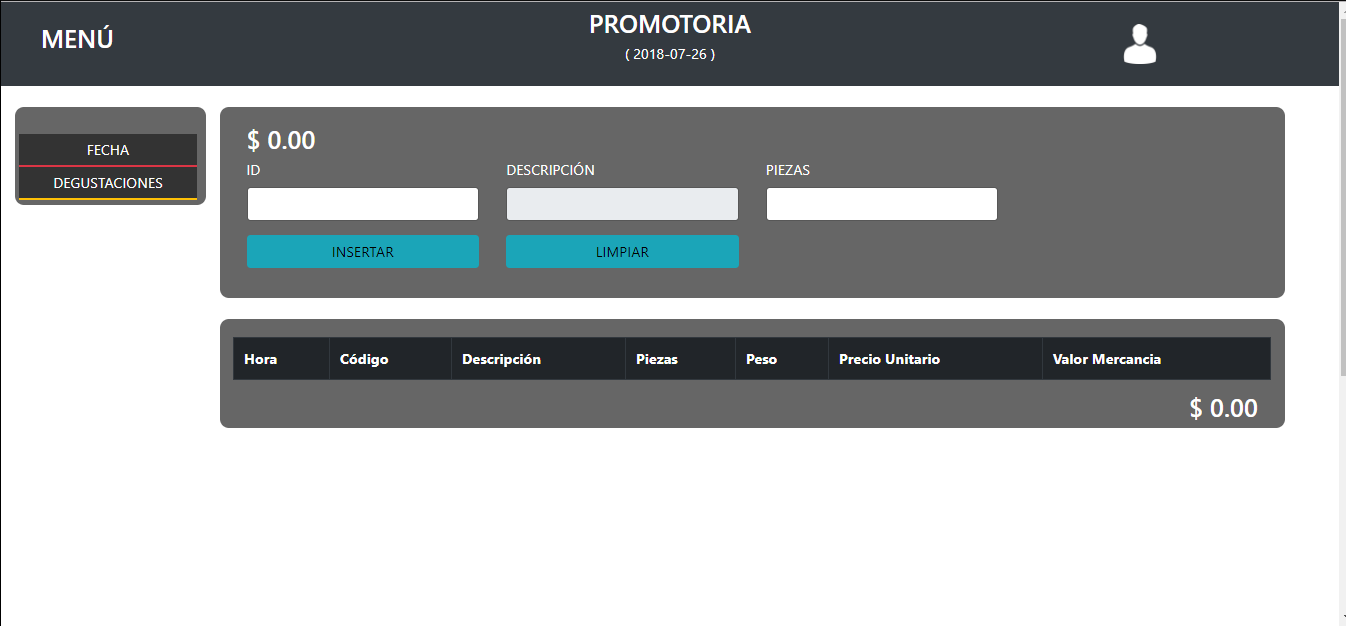 MENÚ
PROMOTORIA
( 2018-07-26 )
FECHA
DEGUSTACIONES
$ 0.00
ID DESCRIPCIÓN PIEZAS
INSERTAR LIMPIAR
Hora Código Descripción Piezas Peso Precio Unitario Valor Mercancia
$ 0.00